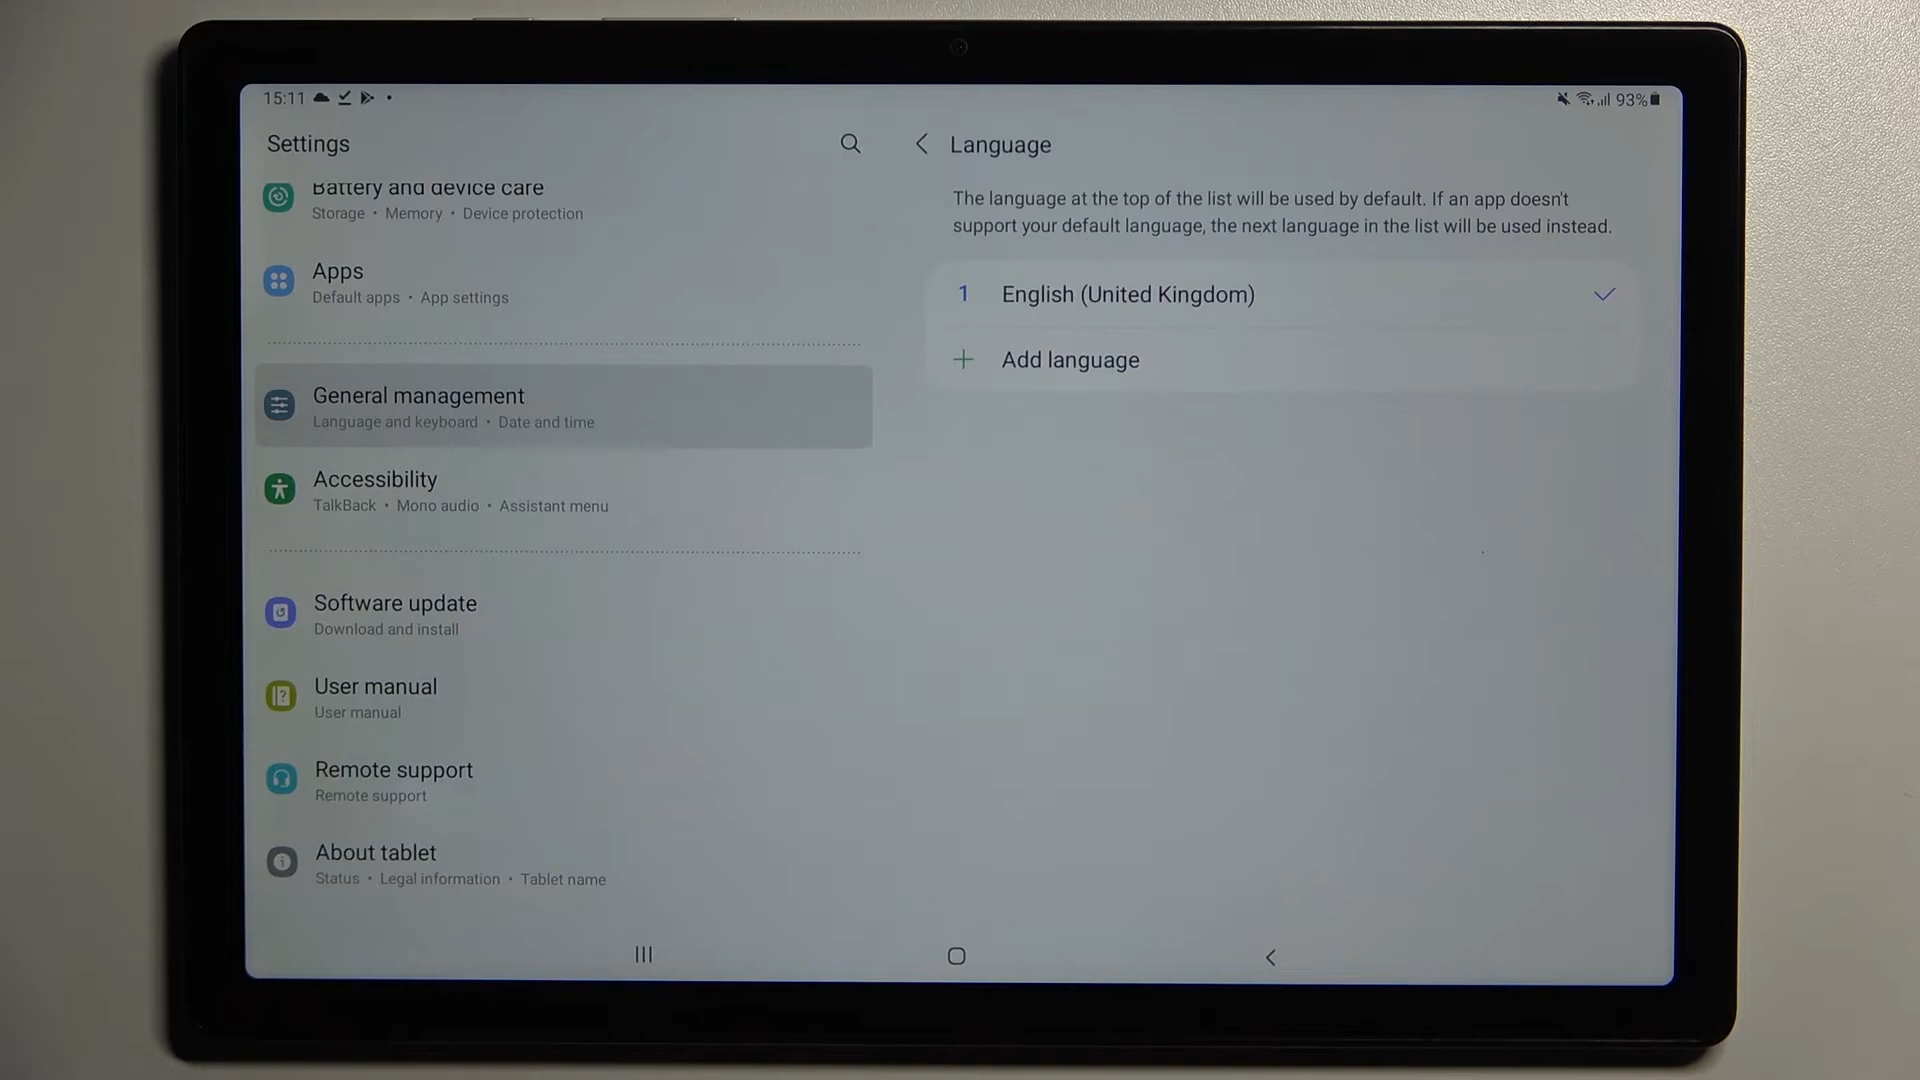 15:11
93%
Settings
Language
Battery and device care
Storage • Memory • Device protection
The language at the top of the list will be used by default. If an app doesn't
support your default language, the next language in the list will be used instead.
Apps
Default apps • App settings
1 English (United Kingdom)
+ Add language
General management
Language and keyboard • Date and time
Accessibility
TalkBack • Mono audio • Assistant menu
Software update
Download and install
User manual
User manual
Remote support
Remote support
About tablet
Status • Legal information • Tablet name